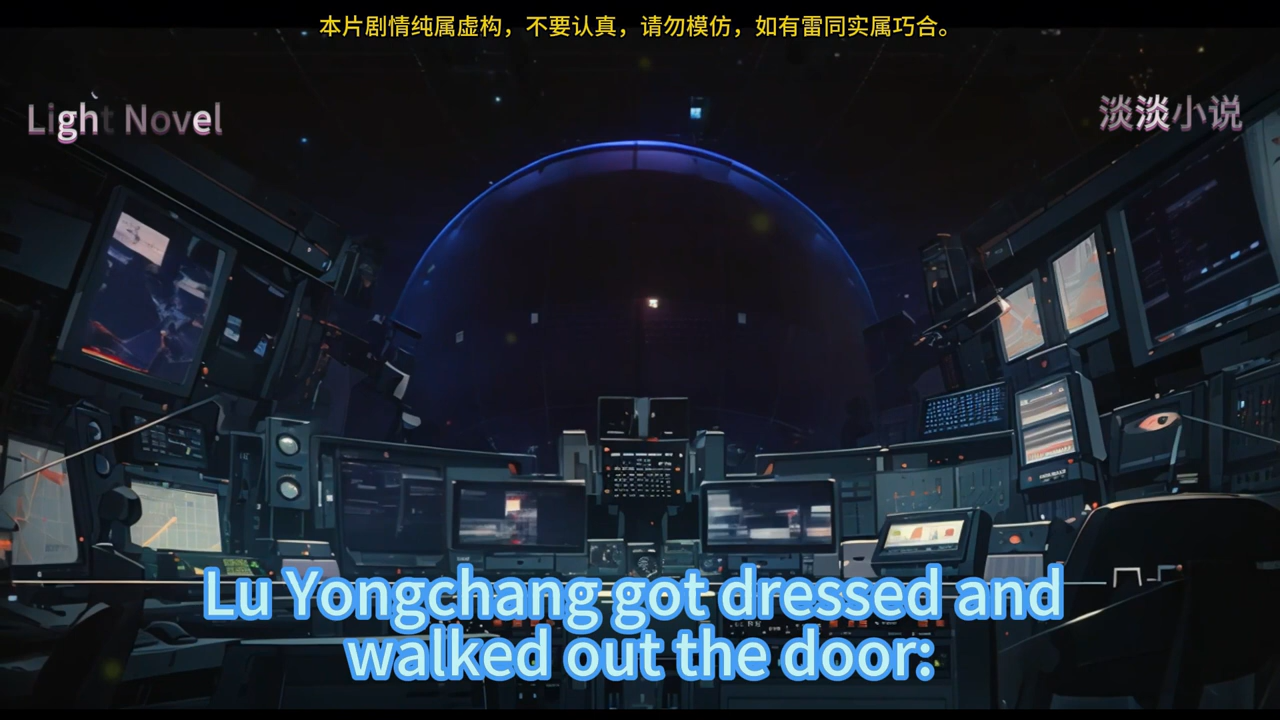 本片剧情纯属虚构，不要认真，请勿模仿，如有雷同实属巧合。
Light Novel
淡淡小说
Lu Yongchang got dressed and
walked out the door: